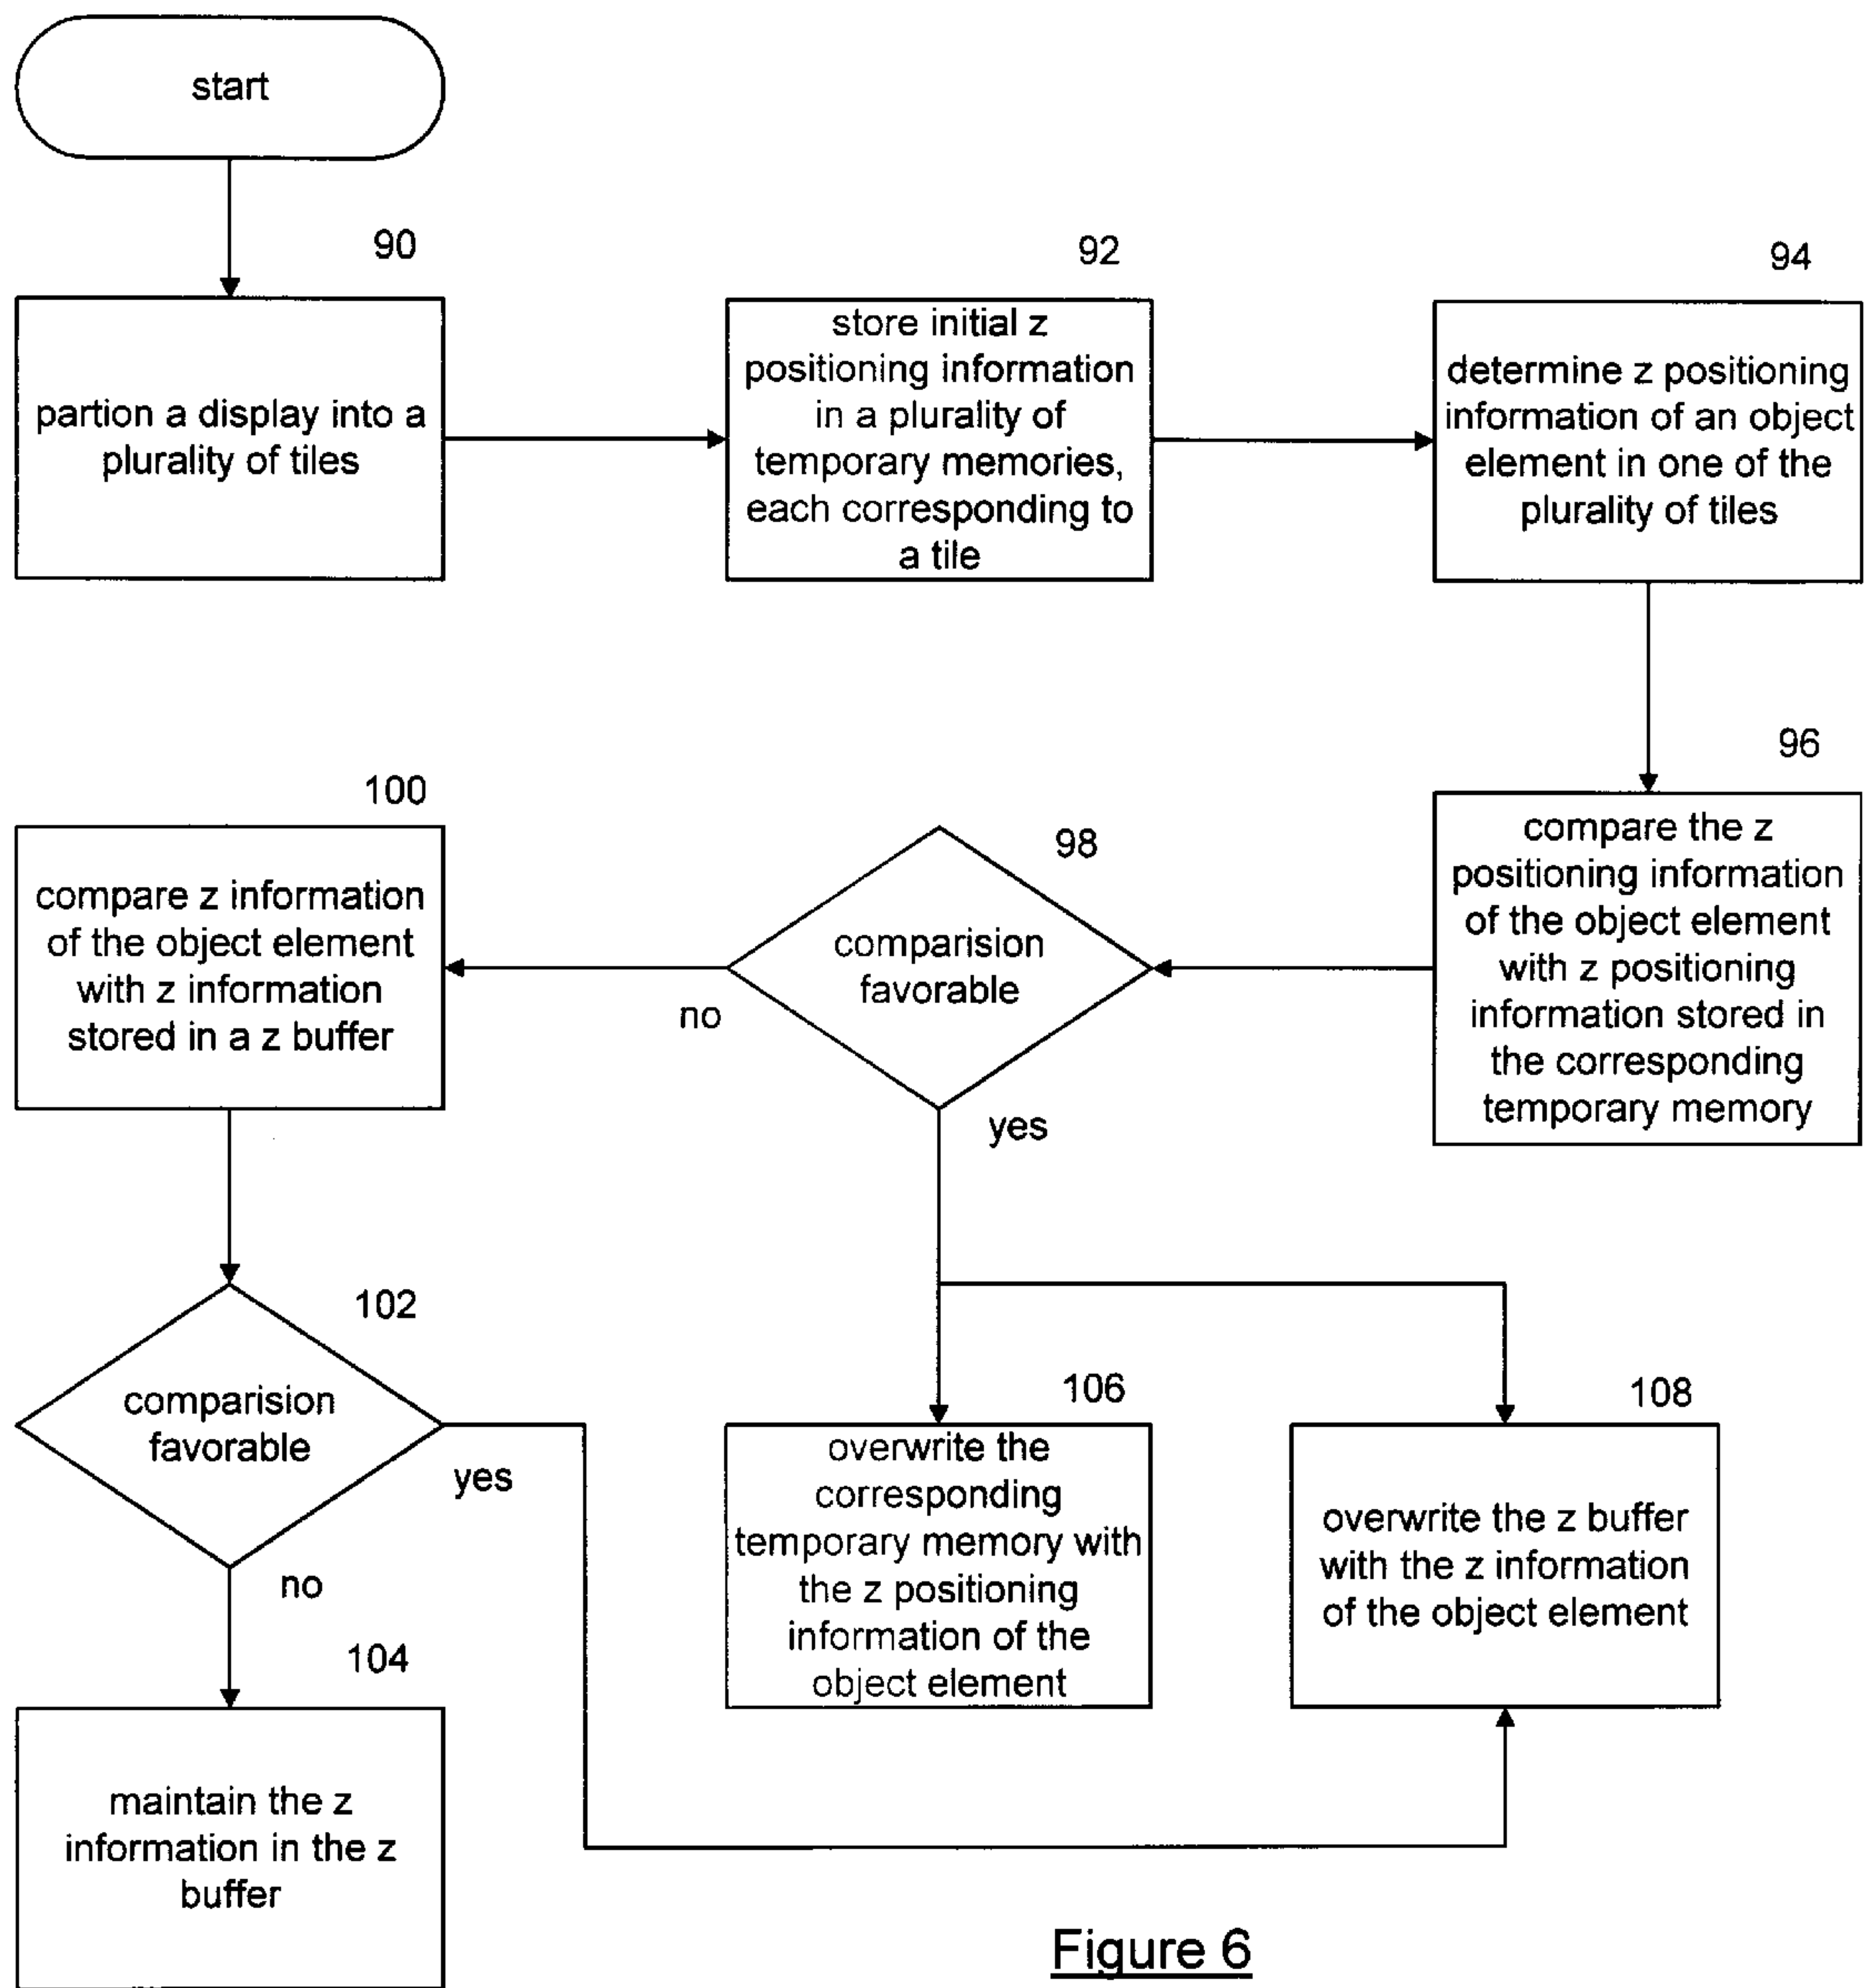 start
90
partion a display into a
plurality of tiles
92
store initial z
positioning information
in a plurality of
temporary memories,
each corresponding to
a tile
94
determine z positioning
information of an object
element in one of the
plurality of tiles
96
compare the z
positioning information
of the object element
with z positioning
information stored in
the corresponding
temporary memory
98
comparision
favorable
no
yes
100
compare z information
of the object element
with z information
stored in a z buffer
102
comparision
favorable
yes
no
104
maintain the z
information in the z
buffer
106
overwrite the
corresponding
temporary memory with
the z positioning
information of the
object element
108
overwrite the z buffer
with the z information
of the object element
Figure 6